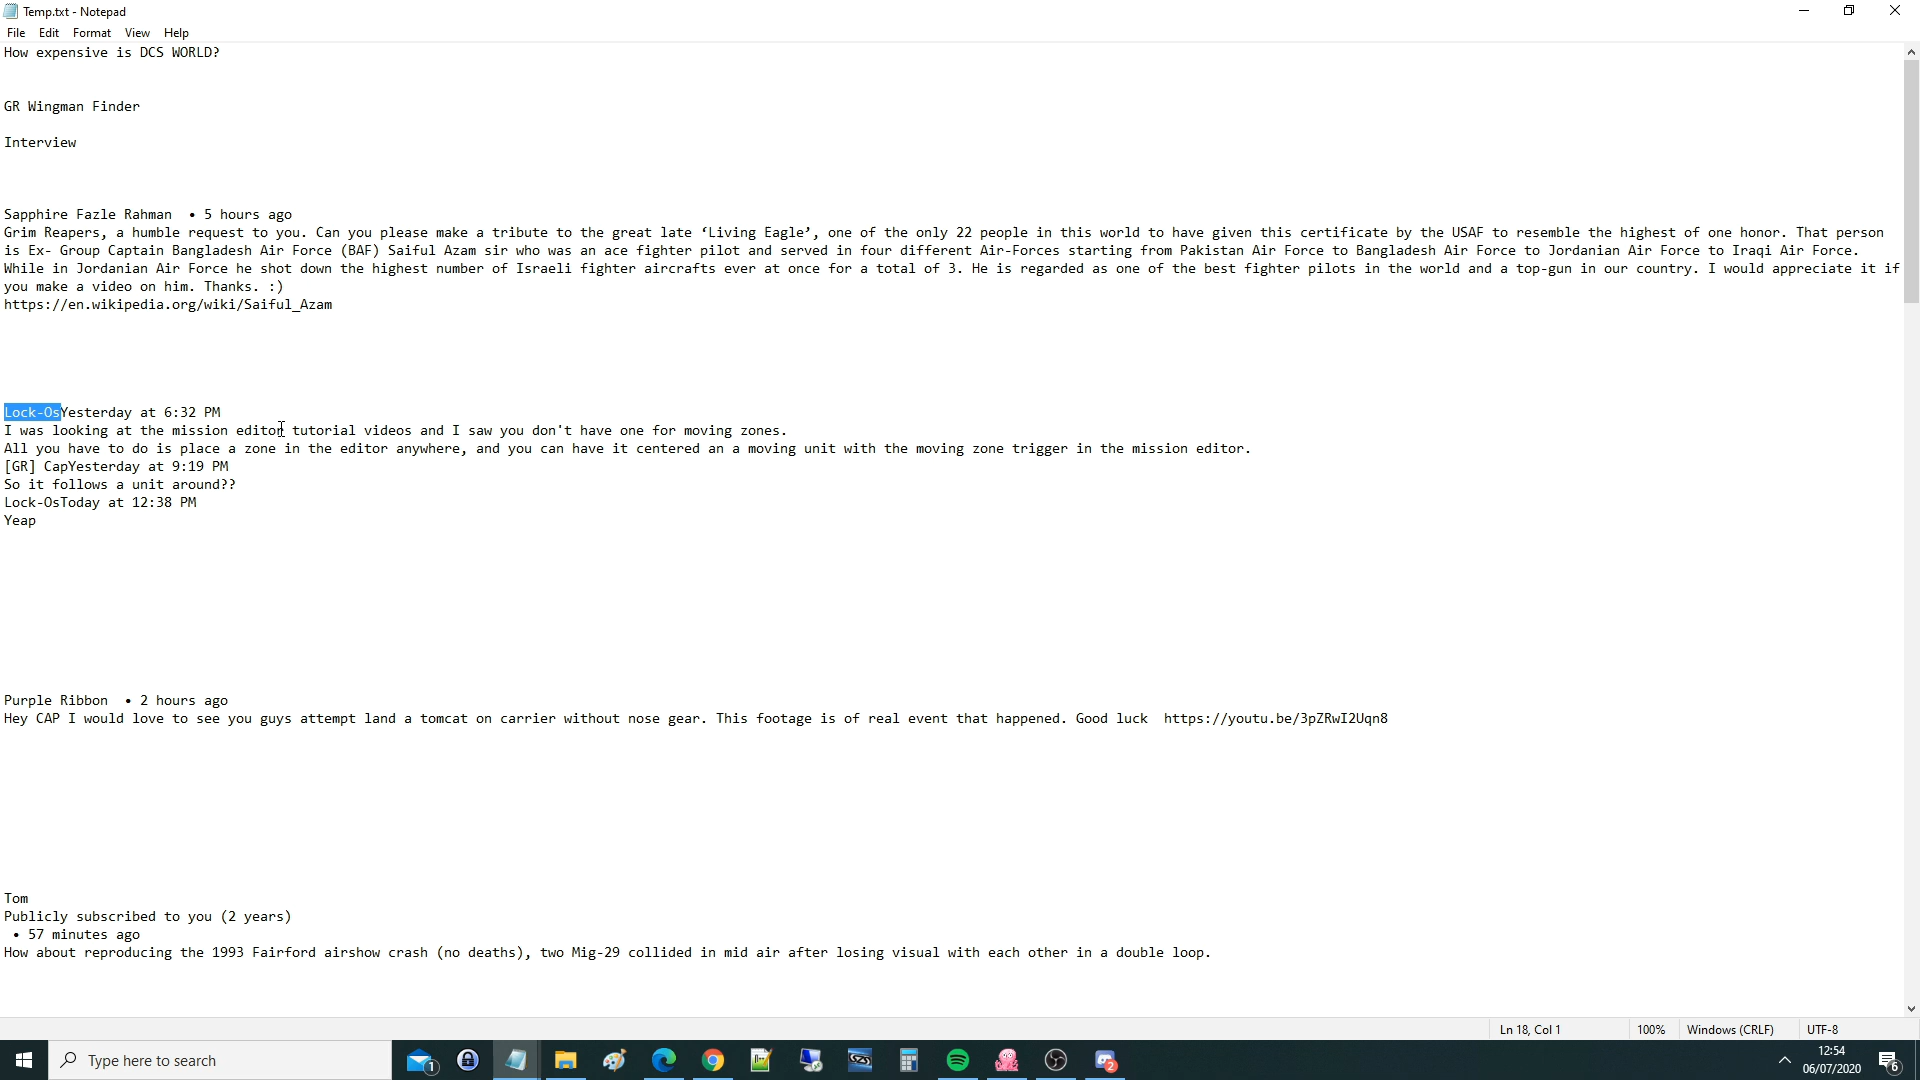 Temp.txt - Notepad
File Edit Format View Help
How expensive is DCS WORLD?
GR Wingman Finder
Interview
Sapphire Fazle Rahman • 5 hours ago
Grim Reapers, a humble request to you. Can you please make a tribute to the great late ‘Living Eagle’, one of the only 22 people in this world to have given this certificate by the USAF to resemble the highest of one honor. That person
is Ex- Group Captain Bangladesh Air Force (BAF) Saiful Azam sir who was an ace fighter pilot and served in four different Air-Forces starting from Pakistan Air Force to Bangladesh Air Force to Jordanian Air Force to Iraqi Air Force.
While in Jordanian Air Force he shot down the highest number of Israeli fighter aircrafts ever at once for a total of 3. He is regarded as one of the best fighter pilots in the world and a top-gun in our country. I would appreciate it if
you make a video on him. Thanks. :)
https://en.wikipedia.org/wiki/Saiful_Azam
Lock-OsYesterday at 6:32 PM
I was looking at the mission editor tutorial videos and I saw you don't have one for moving zones.
All you have to do is place a zone in the editor anywhere, and you can have it centered an a moving unit with the moving zone trigger in the mission editor.
[GR] CapYesterday at 9:19 PM
So it follows a unit around??
Lock-OsToday at 12:38 PM
Yeap
Purple Ribbon • 2 hours ago
Hey CAP I would love to see you guys attempt land a tomcat on carrier without nose gear. This footage is of real event that happened. Good luck  https://youtu.be/3pZRwI2Uqn8
Tom
Publicly subscribed to you (2 years)
• 57 minutes ago
How about reproducing the 1993 Fairford airshow crash (no deaths), two Mig-29 collided in mid air after losing visual with each other in a double loop.
Ln 18, Col 1 100% Windows (CRLF) UTF-8
Type here to search
1
2
12:54
06/07/2020
6